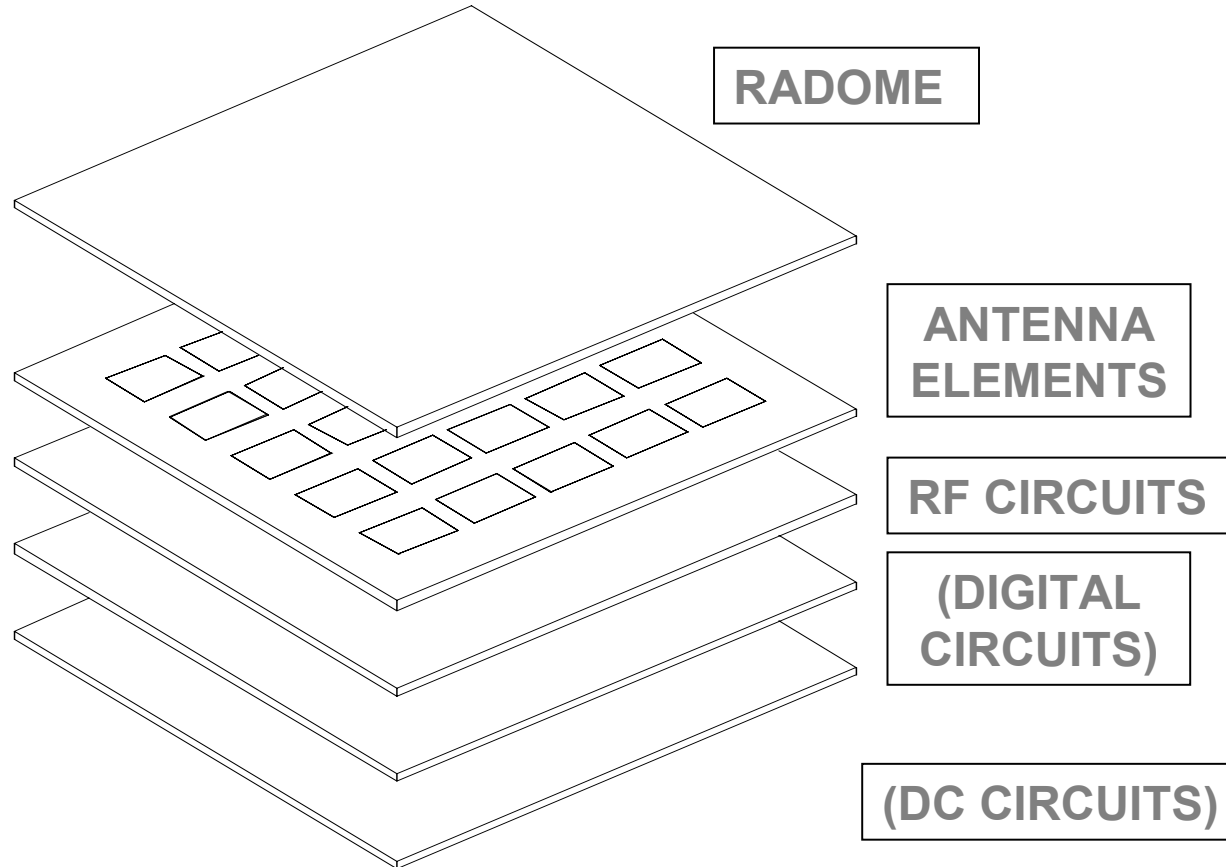 RADOME
ANTENNA
ELEMENTS
RF CIRCUITS
(DIGITAL
CIRCUITS)
(DC CIRCUITS)